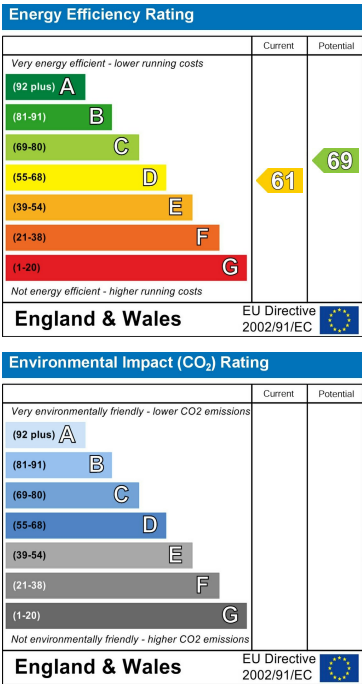 Energy Efficiency Rating
Current Potential
Very energy efficient - lower running costs
(92 plus) A
(81-91) B
(69-80) C
(55-68) D
(39-54) E
(21-38) F
(1-20) G
61
69
Not energy efficient - higher running costs
England & Wales
EU Directive
2002/91/EC
Environmental Impact (CO₂) Rating
Current Potential
Very environmentally friendly - lower CO2 emissions
(92 plus) A
(81-91) B
(69-80) C
(55-68) D
(39-54) E
(21-38) F
(1-20) G
Not environmentally friendly - higher CO2 emissions
England & Wales
EU Directive
2002/91/EC